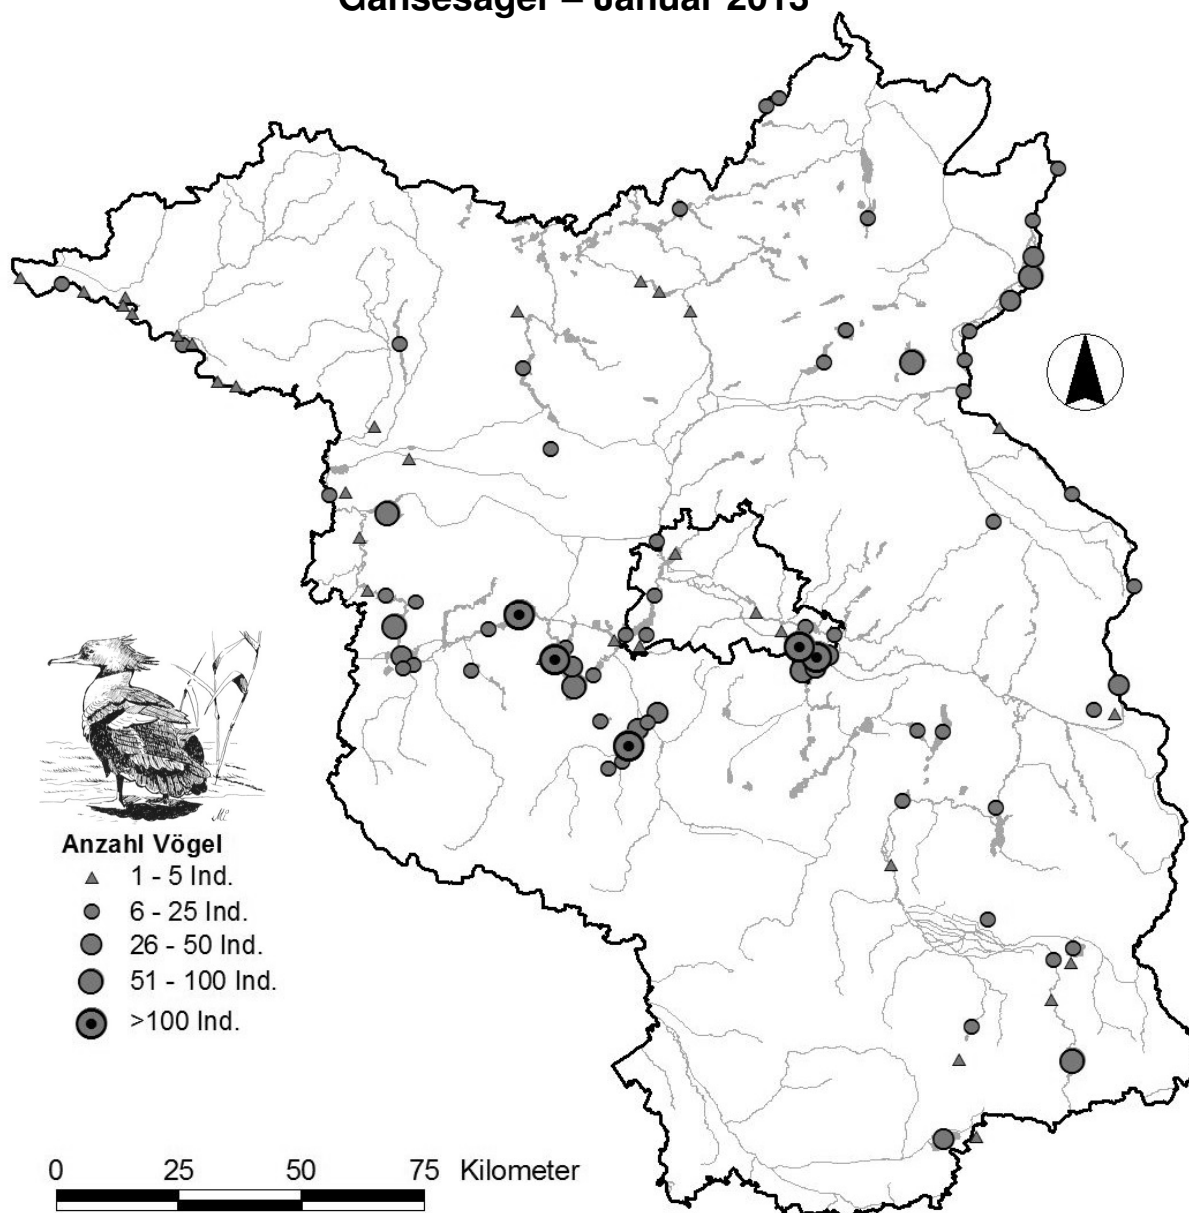 Gänsesäger – Januar 2013
Anzahl Vögel
1 - 5 Ind.
6 - 25 Ind.
26 - 50 Ind.
51 - 100 Ind.
>100 Ind.
0 25 50 75 Kilometer